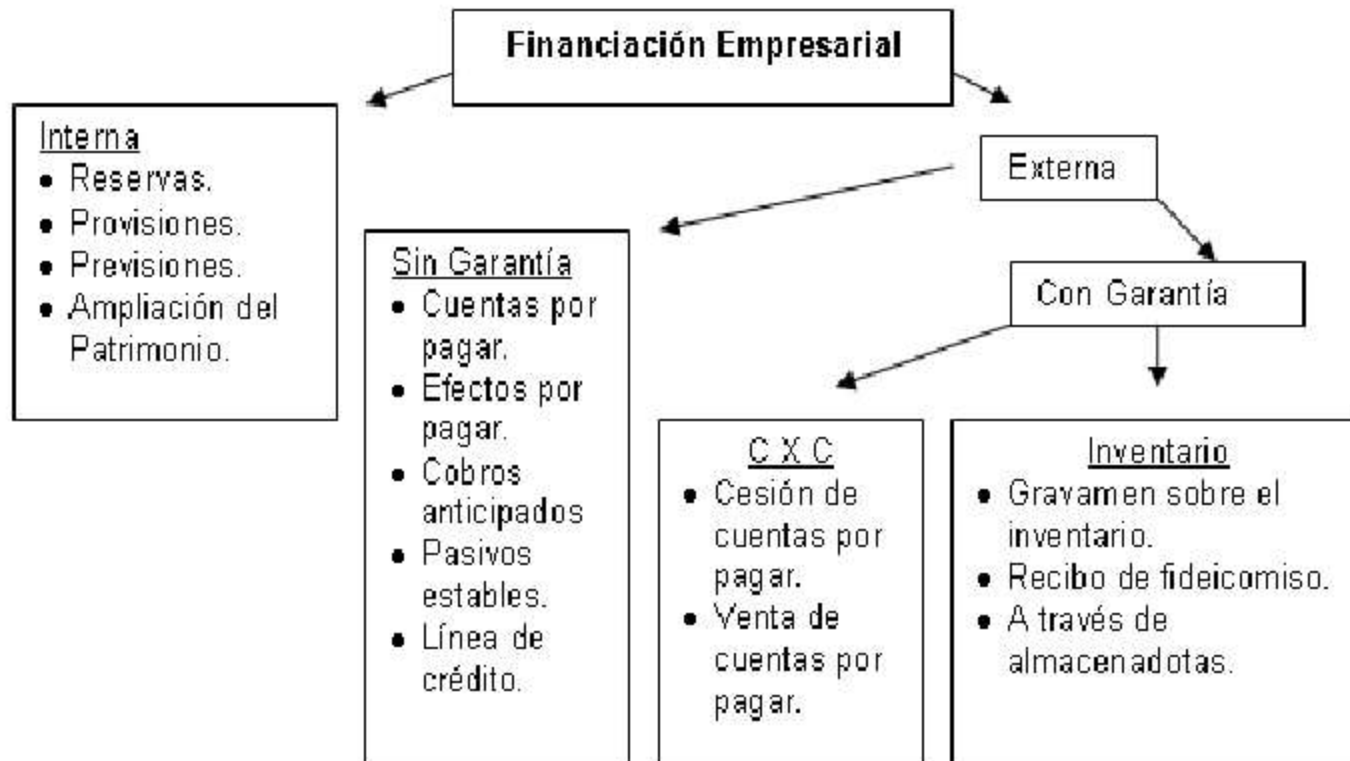 Financiación Empresarial
Interna
• Reservas.
• Provisiones.
• Previsiones.
• Ampliación del
Patrimonio.
Externa
Sin Garantía
• Cuentas por
pagar.
• Efectos por
pagar.
• Cobros
anticipados
• Pasivos
estables.
• Línea de
crédito.
Con Garantía
C X C
• Cesión de
cuentas por
pagar.
• Venta de
cuentas por
pagar.
Inventario
• Gravamen sobre el
inventario.
• Recibo de fideicomiso.
• A través de
almacenadotas.